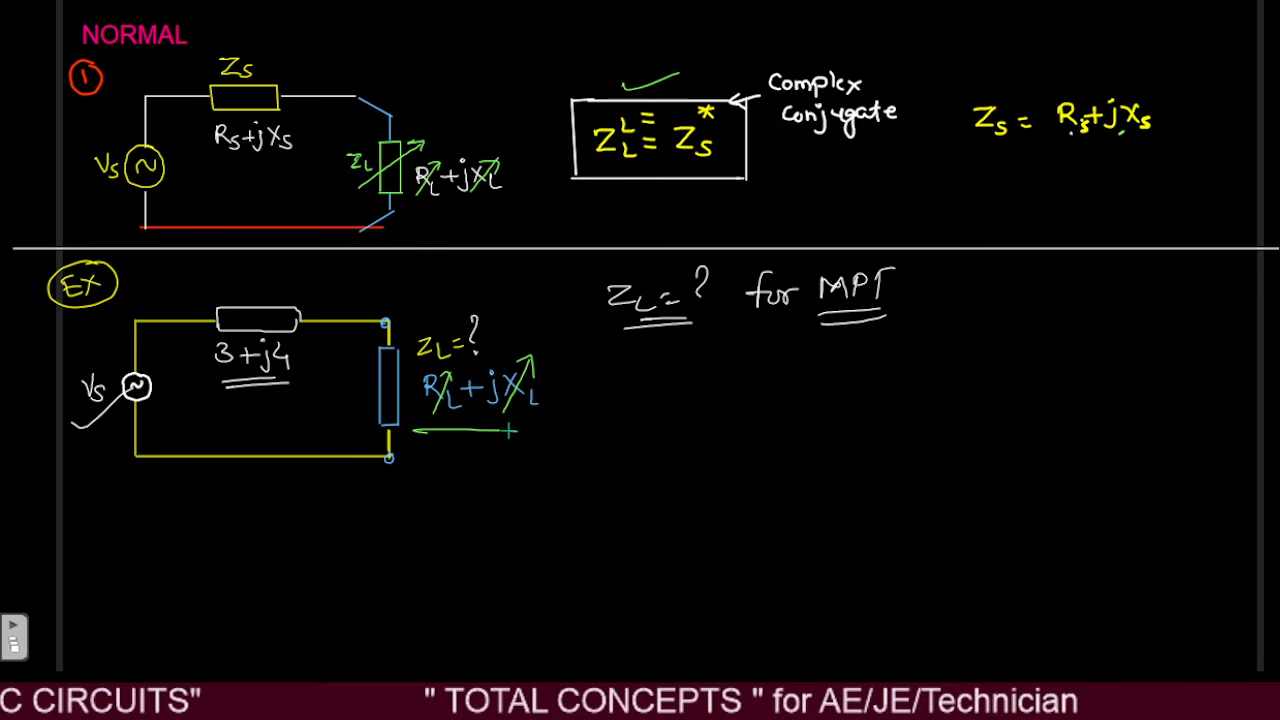 NORMAL
1
ZS
RS+jXS
VS
ZL
RL+jXL
ZL = ZS*
Complex
Conjugate
ZS = RS+jXS
EX
ZL=? for MPT
3+j4
VS
ZL=?
RL+jXL
C CIRCUITS" " TOTAL CONCEPTS " for AE/JE/Technician